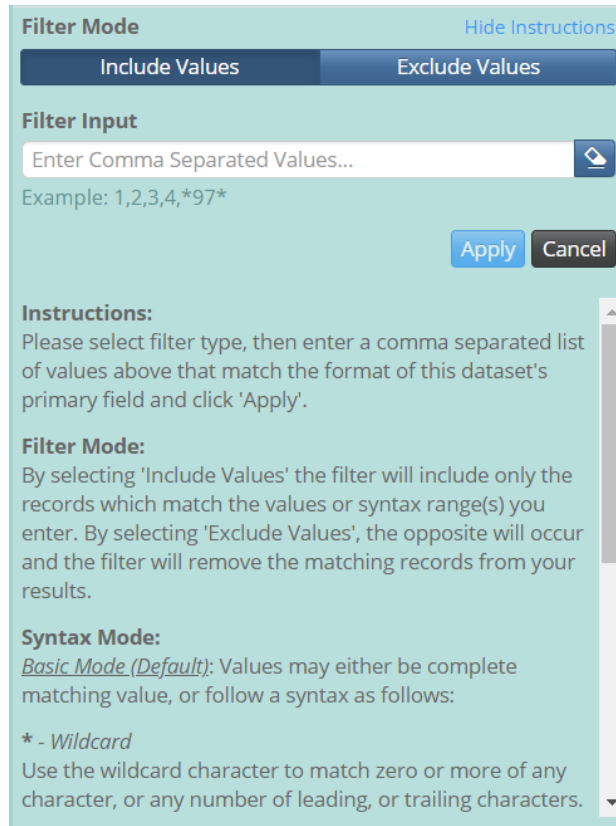 Filter Mode
Hide Instructions
Include Values
Exclude Values
Filter Input
Enter Comma Separated Values...
Example: 1,2,3,4,*97*
Apply
Cancel
Instructions:
Please select filter type, then enter a comma separated list
of values above that match the format of this dataset's
primary field and click 'Apply'.
Filter Mode:
By selecting 'Include Values' the filter will include only the
records which match the values or syntax range(s) you
enter. By selecting 'Exclude Values', the opposite will occur
and the filter will remove the matching records from your
results.
Syntax Mode:
Basic Mode (Default): Values may either be complete
matching value, or follow a syntax as follows:
* - Wildcard
Use the wildcard character to match zero or more of any
character, or any number of leading, or trailing characters.